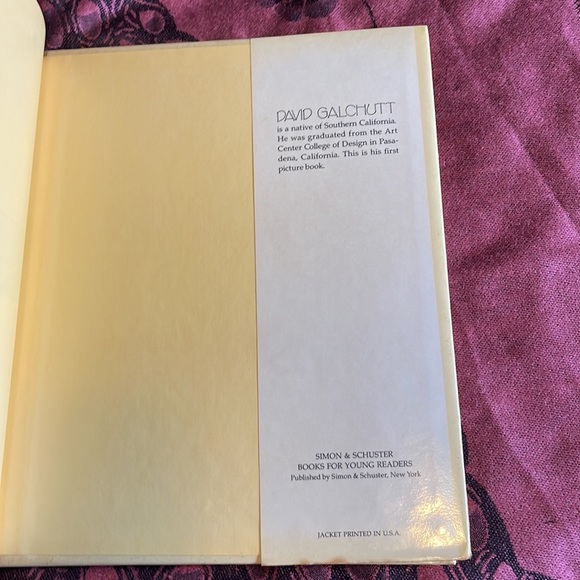 DAVID GALCHUTT
is a native of Southern California.
He was graduated from the Art
Center College of Design in Pasa-
dena, California. This is his first
picture book.
SIMON & SCHUSTER
BOOKS FOR YOUNG READERS
Published by Simon & Schuster, New York
JACKET PRINTED IN U.S.A.